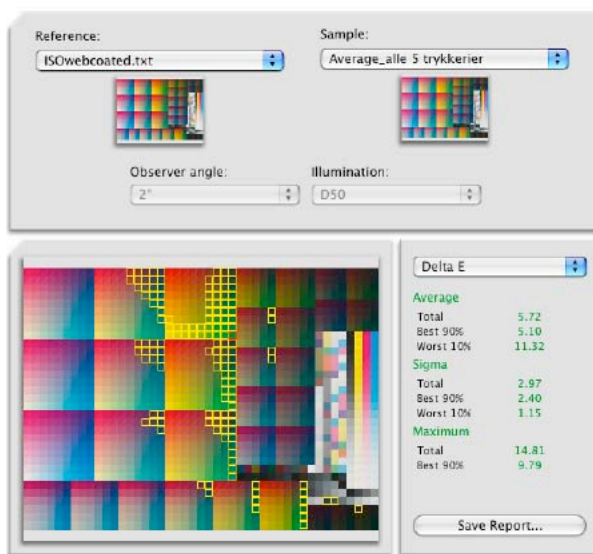 Reference:
Sample:
ISOwebcoated.txt
Average_alle 5 trykkerier
Observer angle:
Illumination:
2°
D50
Delta E
Average
Total 5.72
Best 90% 5.10
Worst 10% 11.32
Sigma
Total 2.97
Best 90% 2.40
Worst 10% 1.15
Maximum
Total 14.81
Best 90% 9.79
Save Report...